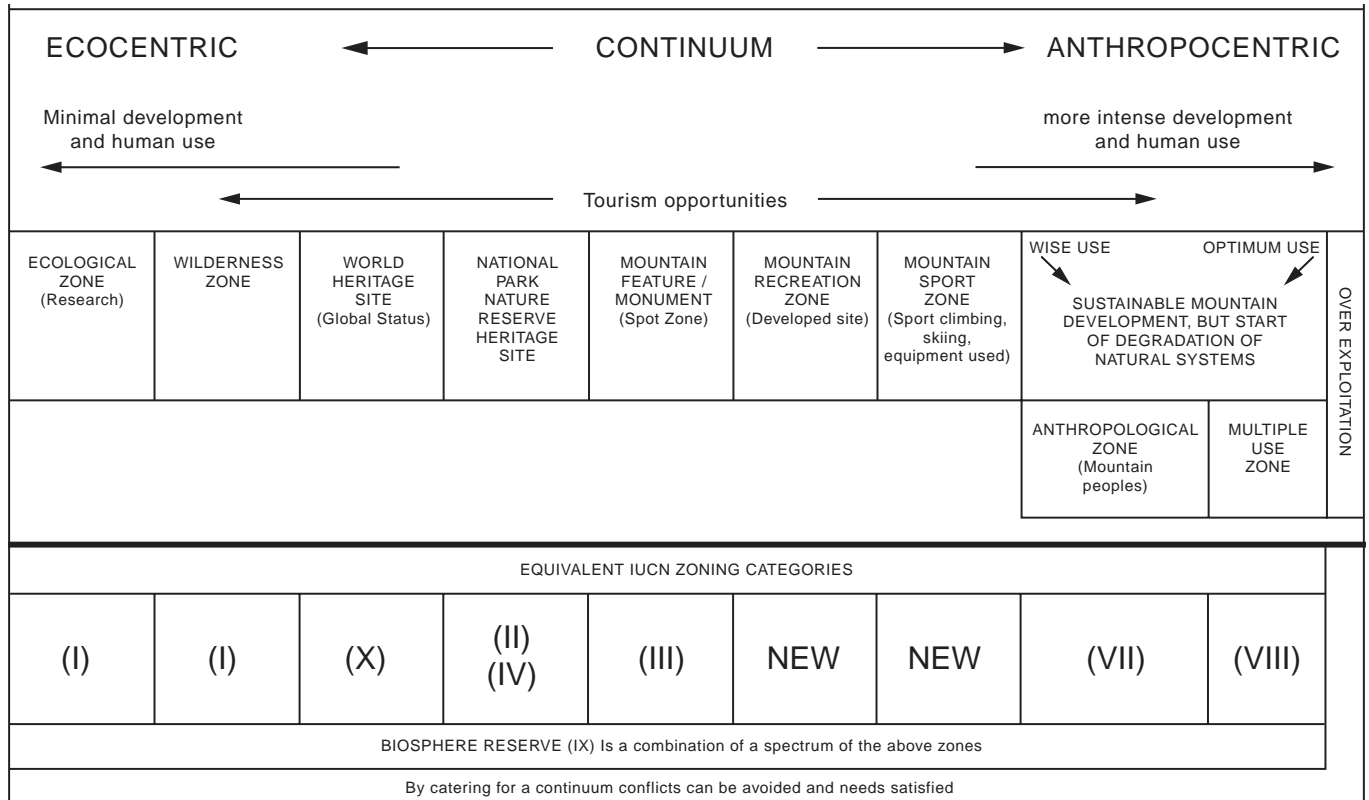 ECOCENTRIC
CONTINUUM
ANTHROPOCENTRIC
Minimal development
and human use
more intense development
and human use
Tourism opportunities
ECOLOGICAL
ZONE
(Research)
WILDERNESS
ZONE
WORLD
HERITAGE
SITE
(Global Status)
NATIONAL
PARK
NATURE
RESERVE
HERITAGE
SITE
MOUNTAIN
FEATURE /
MONUMENT
(Spot Zone)
MOUNTAIN
RECREATION
ZONE
(Developed site)
MOUNTAIN
SPORT
ZONE
(Sport climbing,
skiing,
equipment used)
WISE USE
OPTIMUM USE
SUSTAINABLE MOUNTAIN
DEVELOPMENT, BUT START
OF DEGRADATION OF
NATURAL SYSTEMS
OVER EXPLOITATION
ANTHROPOLOGICAL
ZONE
(Mountain
peoples)
MULTIPLE
USE
ZONE
EQUIVALENT IUCN ZONING CATEGORIES
(I)
(I)
(X)
(II)
(IV)
(III)
NEW
NEW
(VII)
(VIII)
BIOSPHERE RESERVE (IX) Is a combination of a spectrum of the above zones
By catering for a continuum conflicts can be avoided and needs satisfied